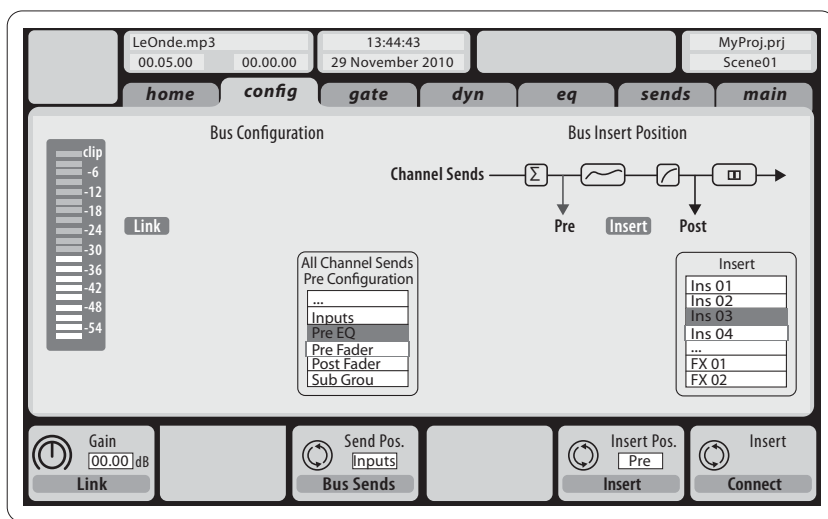 LeOnde.mp3
00.05.00 00.00.00
13:44:43
29 November 2010
MyProj.prj
Scene01
home config gate dyn eq sends main
Bus Configuration
Bus Insert Position
clip
-6
-12
-18
-24
-30
-36
-42
-48
-54
Link
Channel Sends
Σ
Pre Insert Post
All Channel Sends
Pre Configuration
...
Inputs
Pre EQ
Pre Fader
Post Fader
Sub Grou
Insert
Ins 01
Ins 02
Ins 03
Ins 04
...
FX 01
FX 02
Gain
00.00 dB
Link
Send Pos.
Inputs
Bus Sends
Insert Pos.
Pre
Insert
Insert
Connect